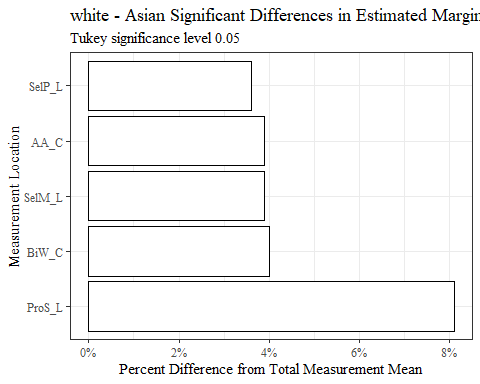 white - Asian Significant Differences in Estimated Margin
Tukey significance level 0.05
SelP_L
AA_C
SelM_L
BiW_C
ProS_L
Measurement Location
0% 2% 4% 6% 8%
Percent Difference from Total Measurement Mean